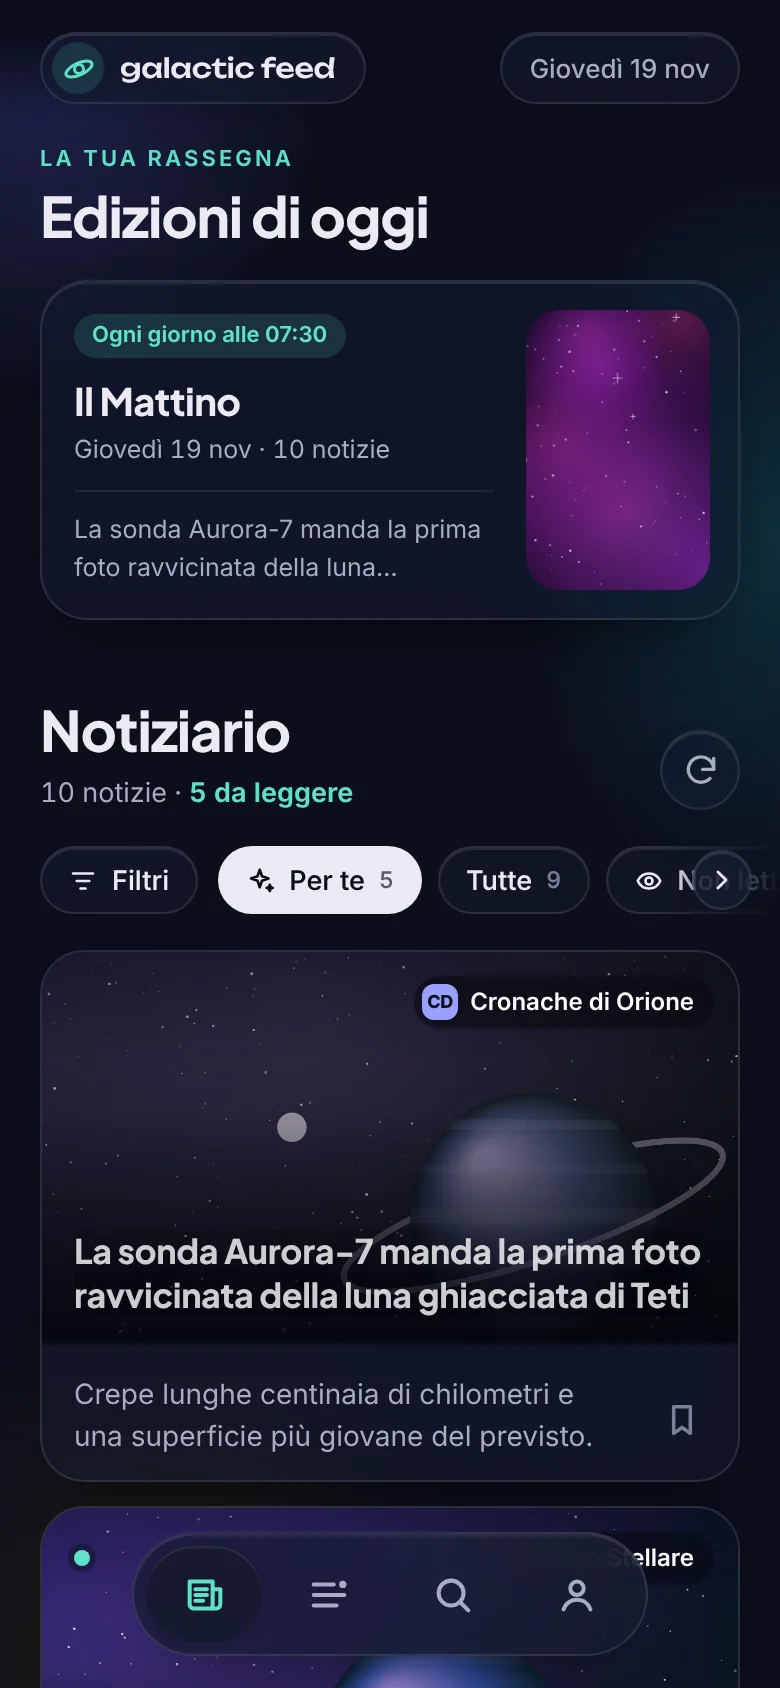 galactic feed
Giovedì 19 nov
LA TUA RASSEGNA
Edizioni di oggi
Ogni giorno alle 07:30
Il Mattino
Giovedì 19 nov · 10 notizie
La sonda Aurora-7 manda la prima
foto ravvicinata della luna...
Notiziario
10 notizie · 5 da leggere
Filtri
Per te 5
Tutte 9
CD Cronache di Orione
La sonda Aurora-7 manda la prima foto
ravvicinata della luna ghiacciata di Teti
Crepe lunghe centinaia di chilometri e
una superficie più giovane del previsto.
Stellare